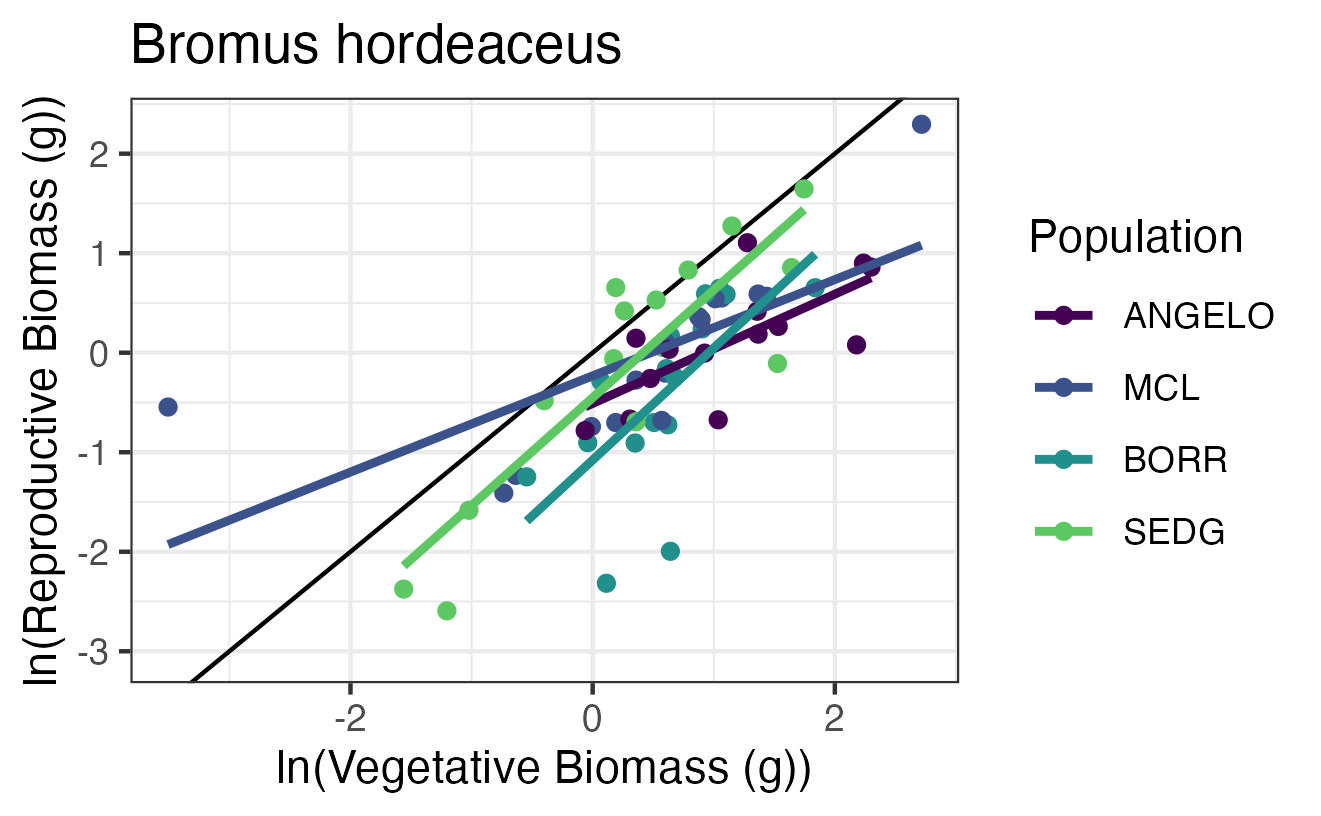 Bromus hordeaceus
ln(Reproductive Biomass (g))
2
1
0
-1
-2
-3
-2
0
2
ln(Vegetative Biomass (g))
Population
ANGELO
MCL
BORR
SEDG